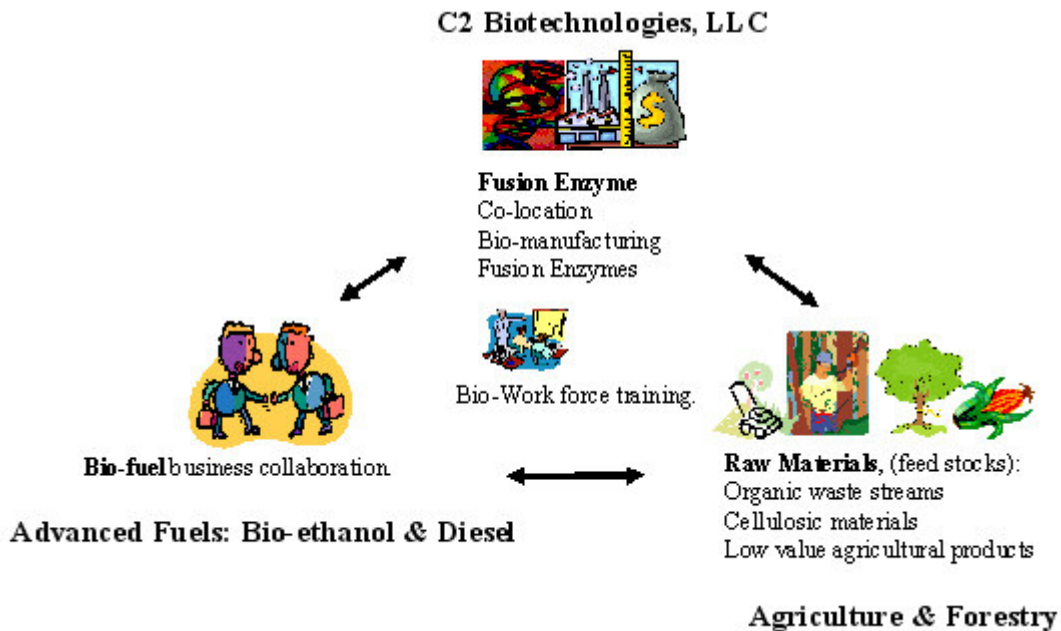 C2 Biotechnologies, LLC
Fusion Enzyme
Co-location
Bio-manufacturing
Fusion Enzymes
Bio-Work force training.
Bio-fuel business collaboration
Advanced Fuels: Bio-ethanol & Diesel
Raw Materials, (feed stocks):
Organic waste streams
Cellulosic materials
Low value agricultural products
Agriculture & Forestry